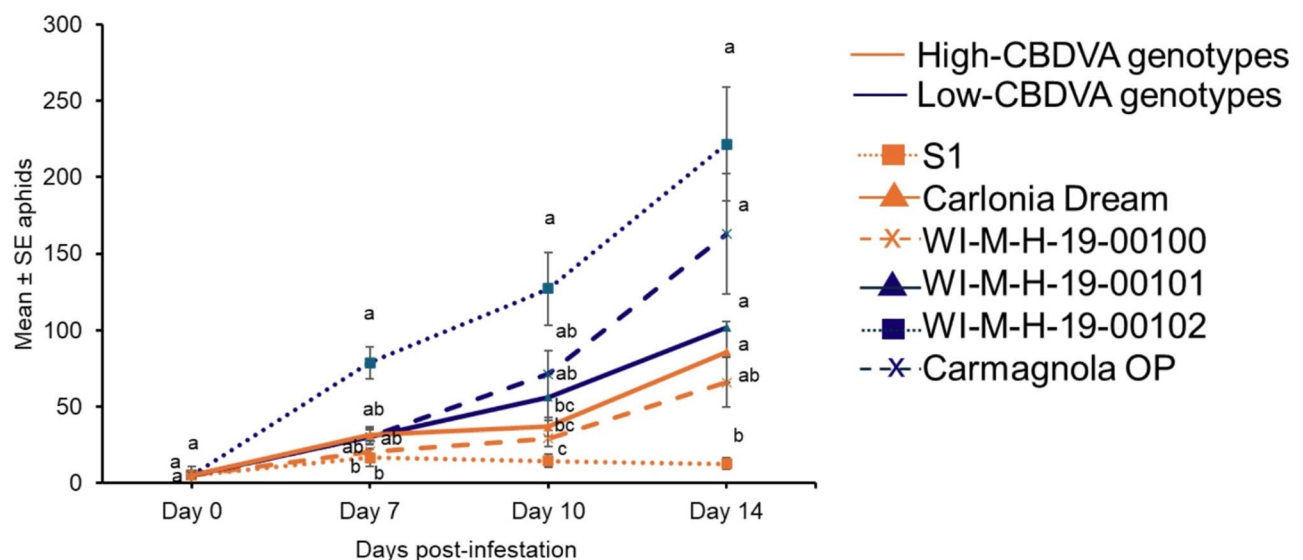 300
250
200
150
100
50
0
Mean ± SE aphids
a
a
a
a
ab
ab
ab
b
b
a
ab
ab
bc
bc
c
a
a
a
a
ab
b
Day 0
Day 7
Day 10
Day 14
Days post-infestation
High-CBDVA genotypes
Low-CBDVA genotypes
S1
Carlonia Dream
WI-M-H-19-00100
WI-M-H-19-00101
WI-M-H-19-00102
Carmagnola OP